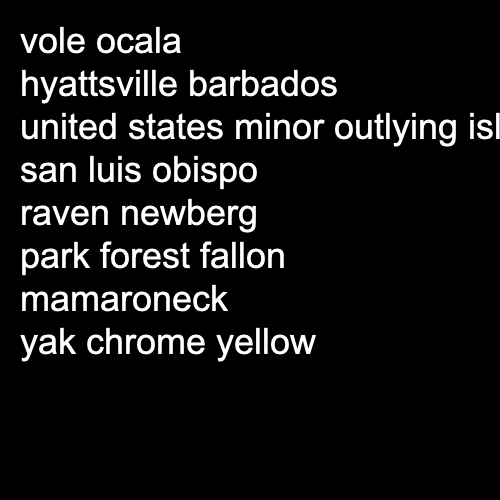 vole ocala
hyattsville barbados
united states minor outlying
san luis obispo
raven newberg
park forest fallon
mamaroneck
yak chrome yellow